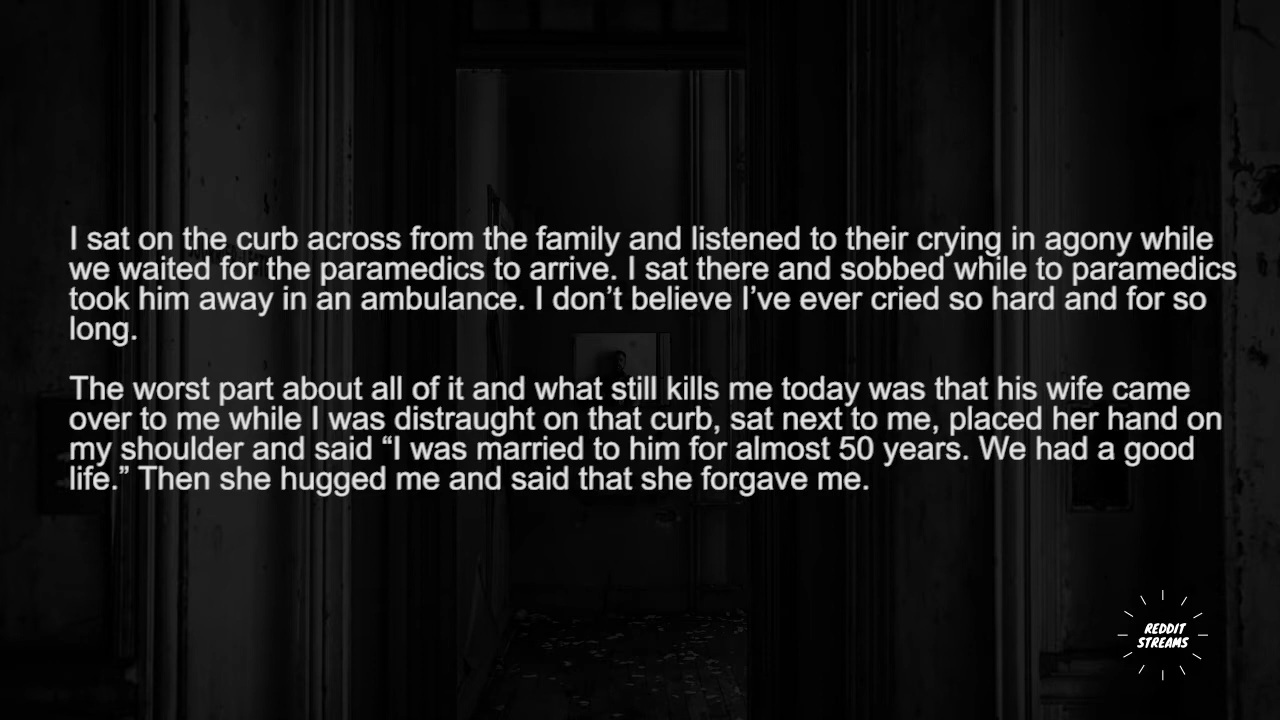 I sat on the curb across from the family and listened to their crying in agony while
we waited for the paramedics to arrive. I sat there and sobbed while to paramedics
took him away in an ambulance. I don’t believe I’ve ever cried so hard and for so
long.
The worst part about all of it and what still kills me today was that his wife came
over to me while I was distraught on that curb, sat next to me, placed her hand on
my shoulder and said “I was married to him for almost 50 years. We had a good
life.” Then she hugged me and said that she forgave me.
REDDIT
STREAMS